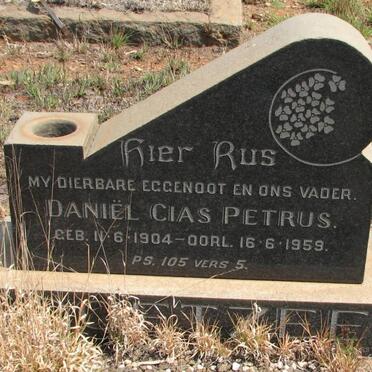 Hier Rus
MY DIERBARE EGGENOOT EN ONS VADER.
DANIËL CIAS PETRUS.
GEB. 11·6·1904 — OORL. 16·6·1959.
PS. 105 VERS 5.